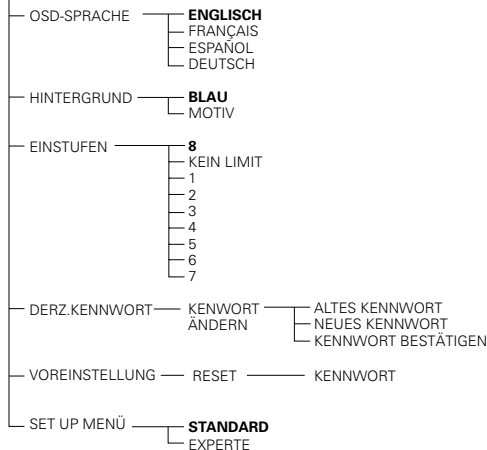 OSD-SPRACHE ENGLISCH
FRANÇAIS
ESPAÑOL
DEUTSCH
HINTERGRUND BLAU
MOTIV
EINSTUFEN 8
KEIN LIMIT
1
2
3
4
5
6
7
DERZ.KENNWORT KENWORT ALTES KENNWORT
ÄNDERN NEUES KENNWORT
KENNWORT BESTÄTIGEN
VOREINSTELLUNG RESET KENNWORT
SET UP MENÜ STANDARD
EXPERTE